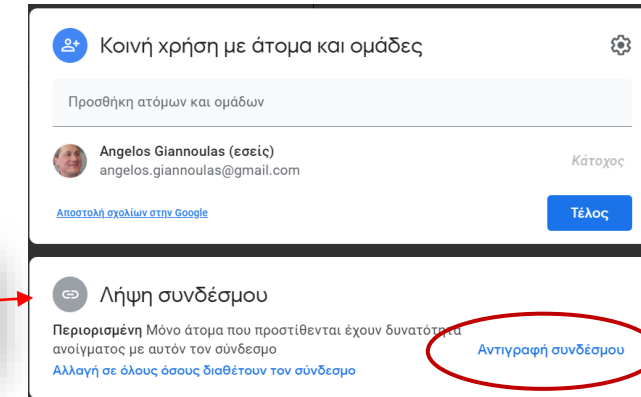 Κοινή χρήση με άτομα και ομάδες
Προσθήκη ατόμων και ομάδων
Angelos Giannoulas (εσείς)
angelos.giannoulas@gmail.com
Κάτοχος
Αποστολή σχολίων στην Google
Τέλος
Λήψη συνδέσμου
Περιορισμένη Μόνο άτομα που προστίθενται έχουν δυνατότητα
ανοίγματος με αυτόν τον σύνδεσμο
Αντιγραφή συνδέσμου
Αλλαγή σε όλους όσους διαθέτουν τον σύνδεσμο